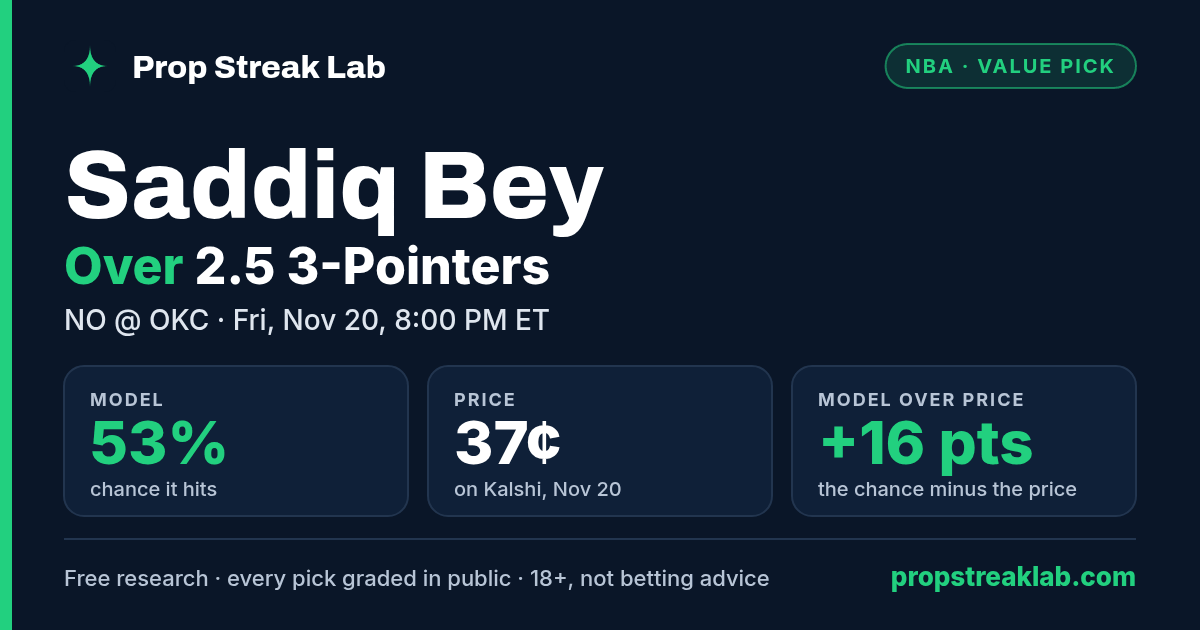 Prop Streak Lab
NBA · VALUE PICK
Saddiq Bey
Over 2.5 3-Pointers
NO @ OKC · Fri, Nov 20, 8:00 PM ET
MODEL
53%
chance it hits
PRICE
37¢
on Kalshi, Nov 20
MODEL OVER PRICE
+16 pts
the chance minus the price
Free research · every pick graded in public · 18+, not betting advice
propstreaklab.com